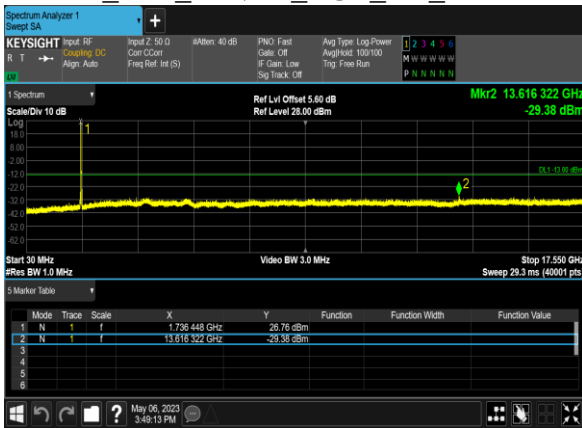 Spectrum Analyzer 1
Swept SA
KEYSIGHT
R T
LV
Input: RF
Coupling: DC
Align: Auto
Input Z: 50 Ω
Corr CCorr
Freq Ref: Int (S)
#Atten: 40 dB
PNO: Fast
Gate: Off
IF Gain: Low
Sig Track: Off
Avg Type: Log-Power
Avg|Hold: 100/100
Trig: Free Run
1 2 3 4 5 6
M W W W W W
P N N N N N
1 Spectrum
Scale/Div 10 dB
Ref Lvl Offset 5.60 dB
Ref Level 28.00 dBm
Mkr2 13.616 322 GHz
-29.38 dBm
Log
18.0
8.00
-2.00
-12.0
-22.0
-32.0
-42.0
-52.0
-62.0
1
DL1 -13.00 dBm
2
Start 30 MHz
#Res BW 1.0 MHz
Video BW 3.0 MHz
Stop 17.550 GHz
Sweep 29.3 ms (40001 pts
5 Marker Table
Mode Trace Scale X Y Function Function Width Function Value
1 N 1 f 1.736 448 GHz 26.76 dBm
2 N 1 f 13.616 322 GHz -29.38 dBm
3
4
5
6
?
May 06, 2023
3:49:13 PM